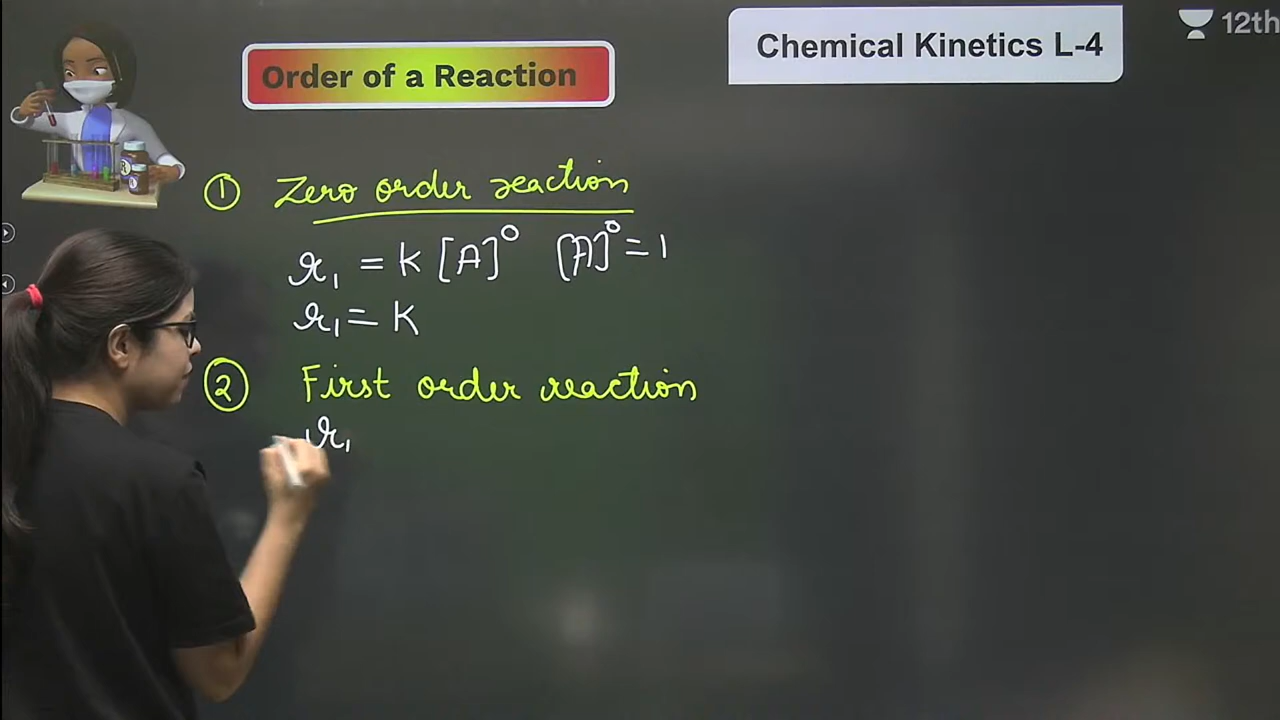 Order of a Reaction
Chemical Kinetics L-4
12th
① Zero order reaction
r₁ = K [A]⁰ [A]⁰ = 1
r₁ = K
② First order reaction
r₁